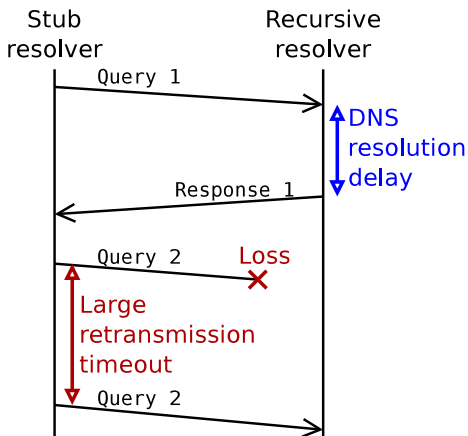 Stub
resolver
Recursive
resolver
Query 1
DNS
resolution
delay
Response 1
Query 2
Loss
Large
retransmission
timeout
Query 2